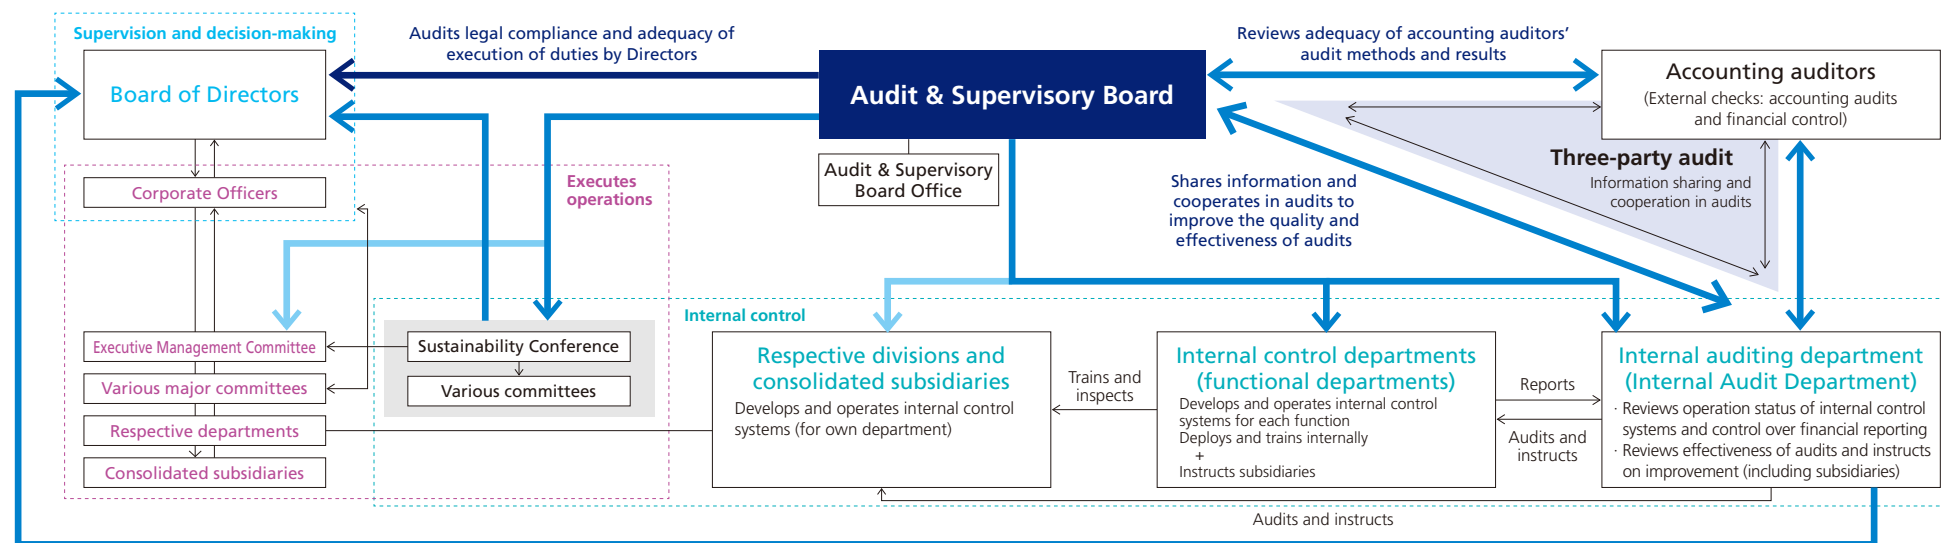 Supervision and decision-making
Board of Directors
Corporate Officers
Executes
operations
Executive Management Committee
Various major committees
Respective departments
Consolidated subsidiaries
Sustainability Conference
Various committees
Audits legal compliance and adequacy of
execution of duties by Directors
Audit & Supervisory Board
Audit & Supervisory
Board Office
Reviews adequacy of accounting auditors’
audit methods and results
Accounting auditors
(External checks: accounting audits
and financial control)
Three-party audit
Information sharing and
cooperation in audits
Shares information and
cooperates in audits to
improve the quality and
effectiveness of audits
Internal control
Respective divisions and
consolidated subsidiaries
Develops and operates internal control
systems (for own department)
Trains and
inspects
Internal control departments
(functional departments)
Develops and operates internal control
systems for each function
Deploys and trains internally
+
Instructs subsidiaries
Reports
Audits and
instructs
Internal auditing department
(Internal Audit Department)
· Reviews operation status of internal control
systems and control over financial reporting
· Reviews effectiveness of audits and instructs
on improvement (including subsidiaries)
Audits and instructs